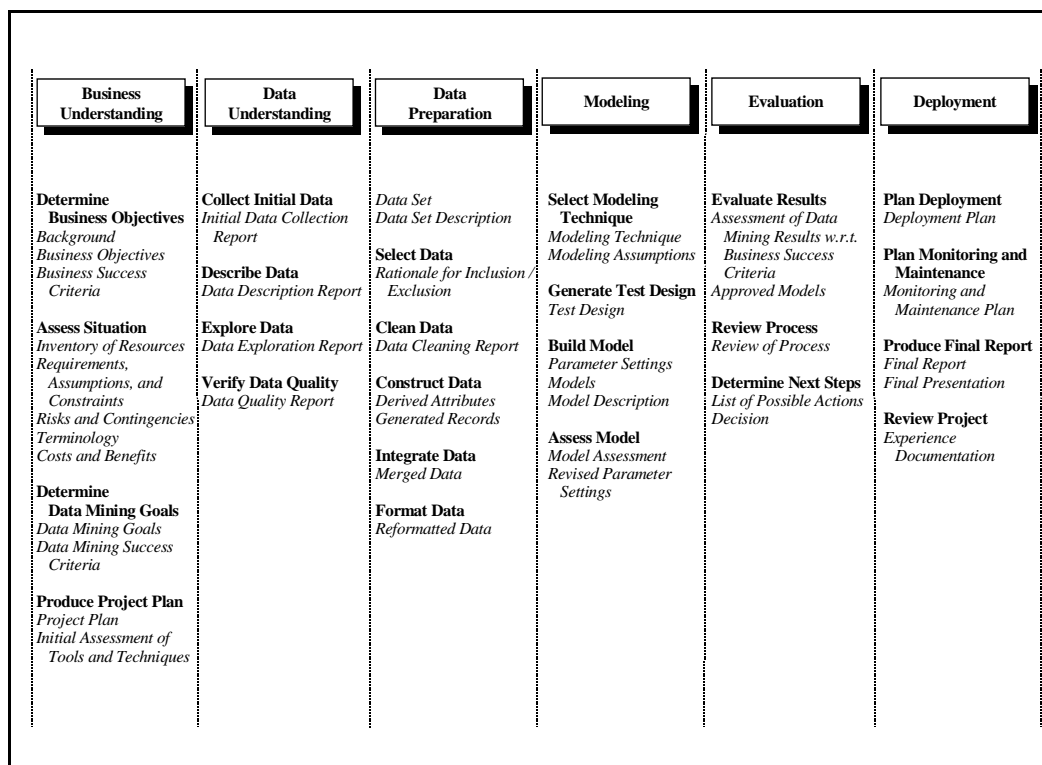 Business
Understanding
Data
Understanding
Data
Preparation
Modeling
Evaluation
Deployment
Determine
Business Objectives
Background
Business Objectives
Business Success
Criteria
Assess Situation
Inventory of Resources
Requirements,
Assumptions, and
Constraints
Risks and Contingencies
Terminology
Costs and Benefits
Determine
Data Mining Goals
Data Mining Goals
Data Mining Success
Criteria
Produce Project Plan
Project Plan
Initial Assessment of
Tools and Techniques
Collect Initial Data
Initial Data Collection
Report
Describe Data
Data Description Report
Explore Data
Data Exploration Report
Verify Data Quality
Data Quality Report
Data Set
Data Set Description
Select Data
Rationale for Inclusion /
Exclusion
Clean Data
Data Cleaning Report
Construct Data
Derived Attributes
Generated Records
Integrate Data
Merged Data
Format Data
Reformatted Data
Select Modeling
Technique
Modeling Technique
Modeling Assumptions
Generate Test Design
Test Design
Build Model
Parameter Settings
Models
Model Description
Assess Model
Model Assessment
Revised Parameter
Settings
Evaluate Results
Assessment of Data
Mining Results w.r.t.
Business Success
Criteria
Approved Models
Review Process
Review of Process
Determine Next Steps
List of Possible Actions
Decision
Plan Deployment
Deployment Plan
Plan Monitoring and
Maintenance
Monitoring and
Maintenance Plan
Produce Final Report
Final Report
Final Presentation
Review Project
Experience
Documentation